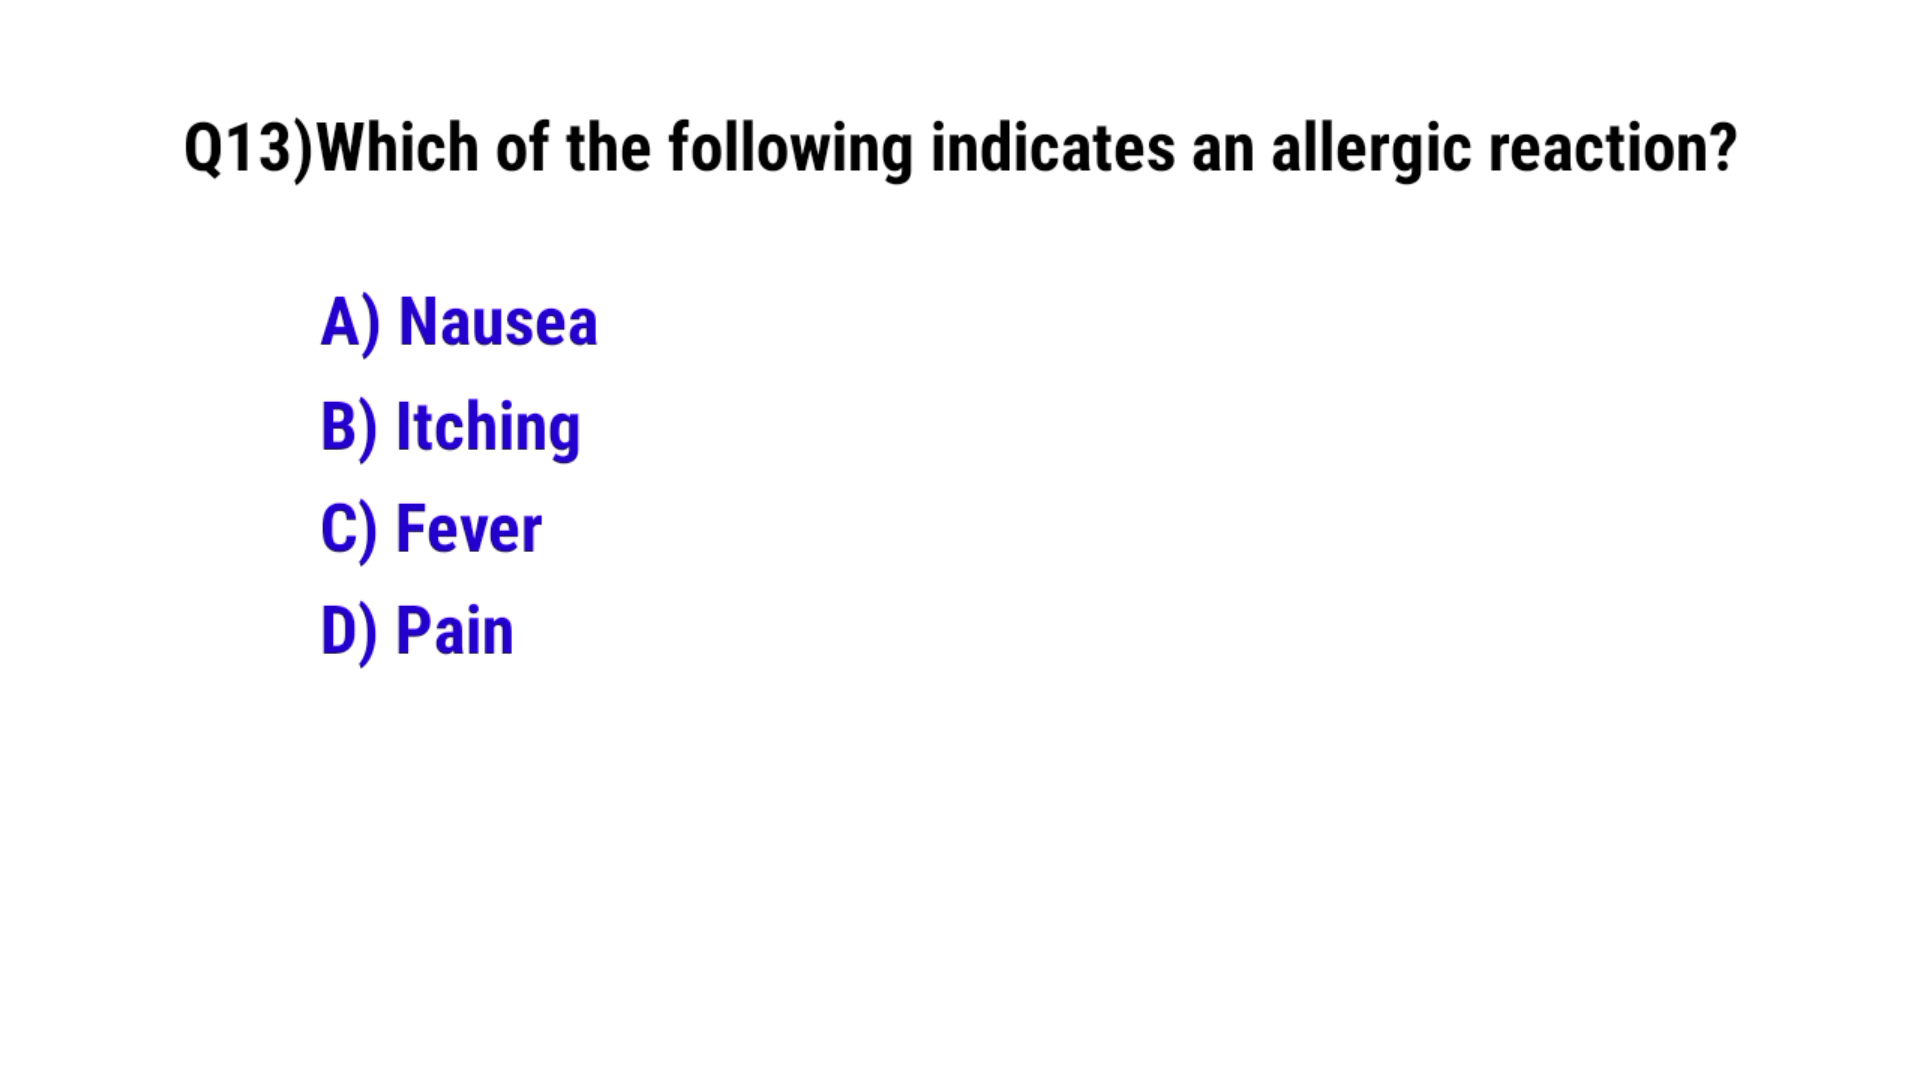 Q13)Which of the following indicates an allergic reaction?
A) Nausea
B) Itching
C) Fever
D) Pain